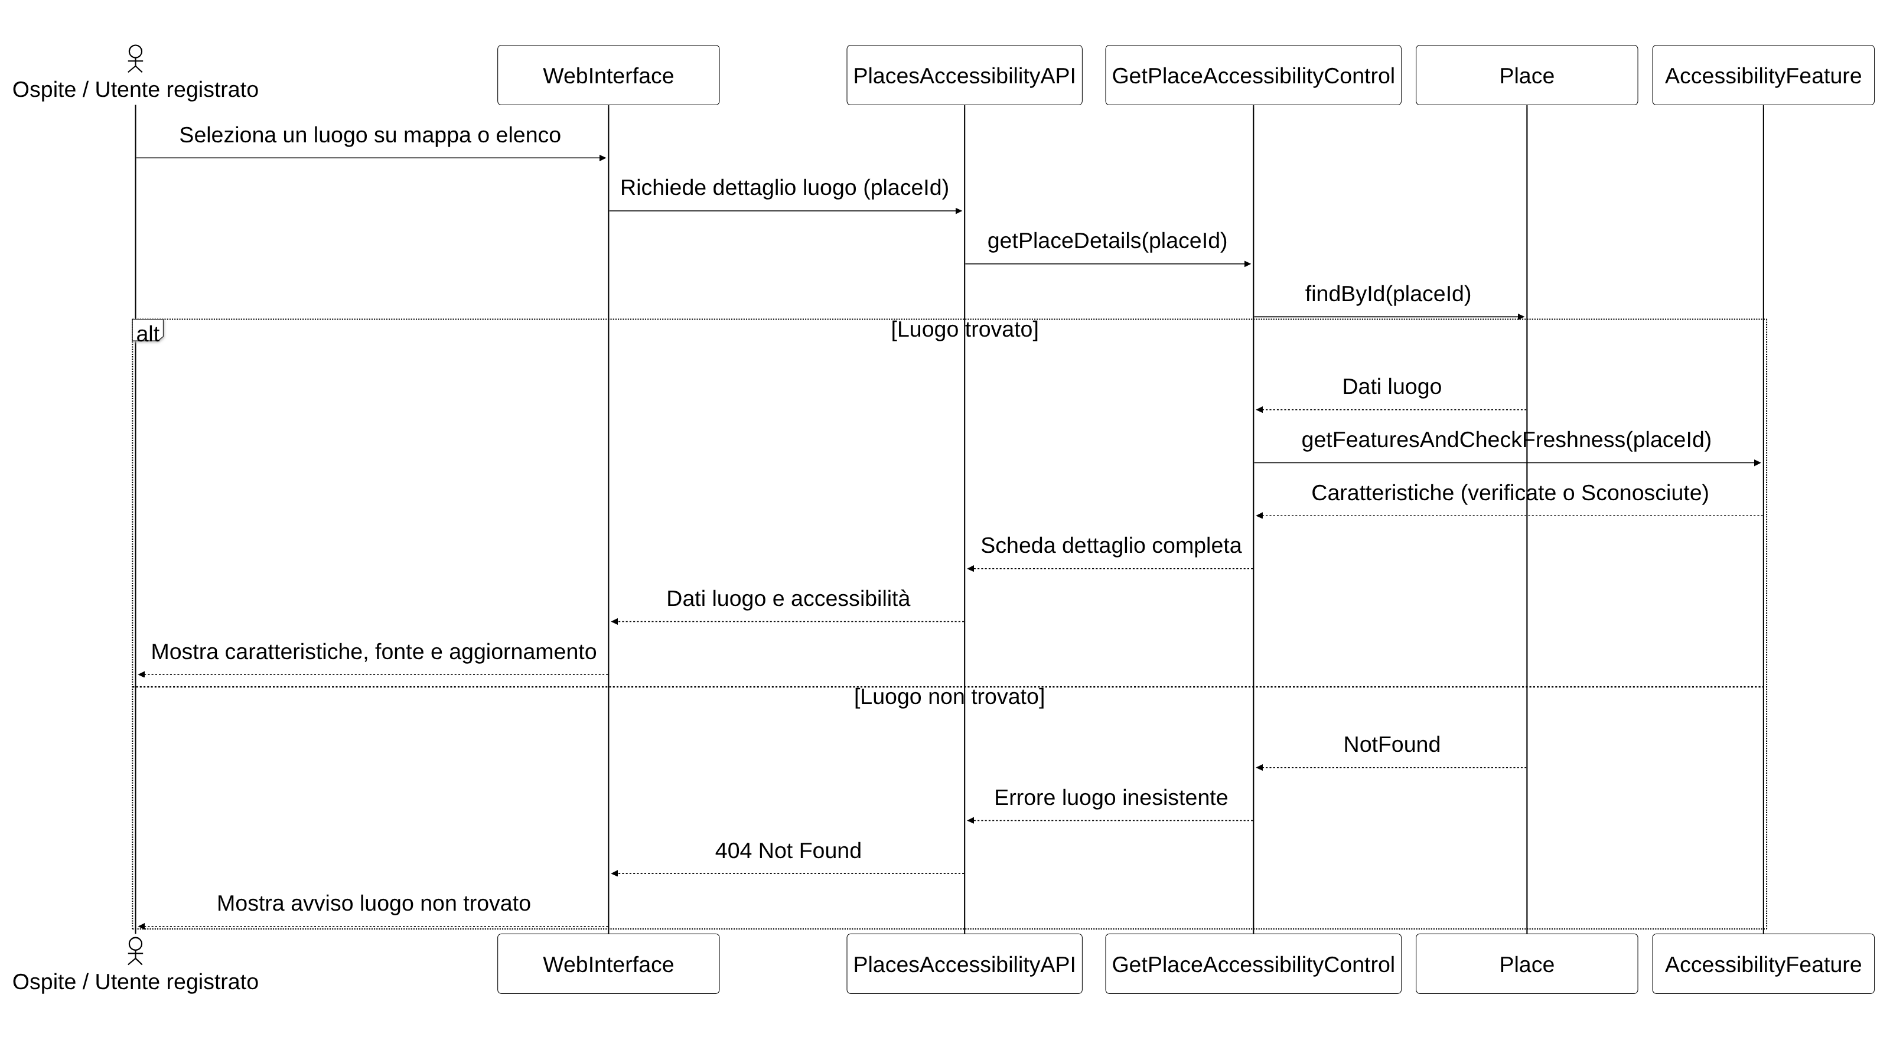 Ospite / Utente registrato
WebInterface
PlacesAccessibilityAPI
GetPlaceAccessibilityControl
Place
AccessibilityFeature
Seleziona un luogo su mappa o elenco
Richiede dettaglio luogo (placeId)
getPlaceDetails(placeId)
findById(placeId)
alt
[Luogo trovato]
Dati luogo
getFeaturesAndCheckFreshness(placeId)
Caratteristiche (verificate o Sconosciute)
Scheda dettaglio completa
Dati luogo e accessibilità
Mostra caratteristiche, fonte e aggiornamento
[Luogo non trovato]
NotFound
Errore luogo inesistente
404 Not Found
Mostra avviso luogo non trovato
Ospite / Utente registrato
WebInterface
PlacesAccessibilityAPI
GetPlaceAccessibilityControl
Place
AccessibilityFeature